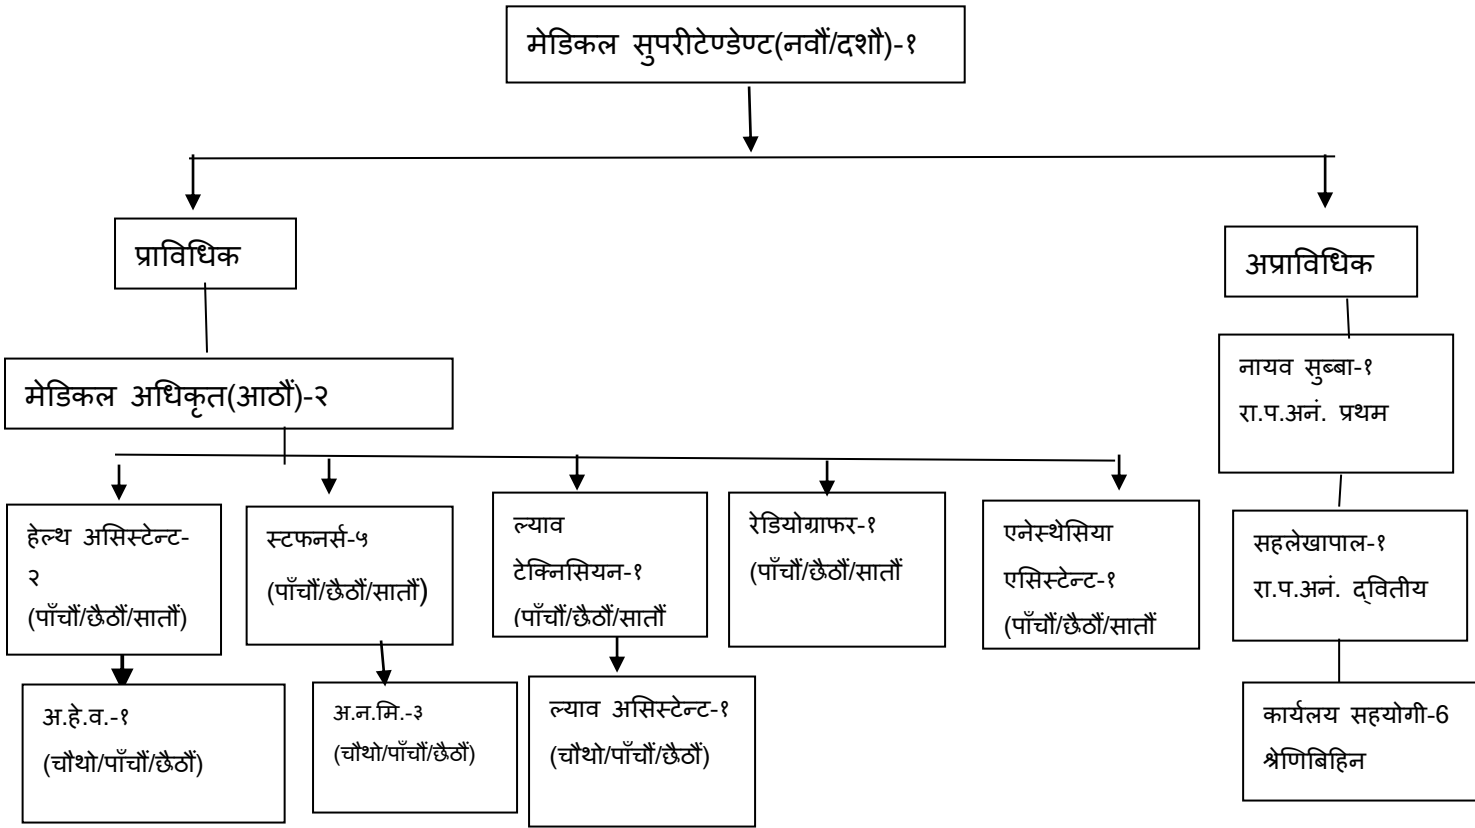 मेडिकल सुपरीटेण्डेण्ट(नवौं/दशौ)-१
प्राविधिक
अप्राविधिक
मेडिकल अधिकृत(आठौं)-२
नायव सुब्बा-१
रा.प.अनं. प्रथम
हेल्थ असिस्टेन्ट-
२
(पाँचौं/छैठौं/सातौं)
स्टफनर्स-५
(पाँचौं/छैठौं/सातौं)
ल्याव
टेक्निसियन-१
(पाँचौं/छैठौं/सातौं
रेडियोग्राफर-१
(पाँचौं/छैठौं/सातौं
एनेस्थेसिया
एसिस्टेन्ट-१
(पाँचौं/छैठौं/सातौं
सहलेखापाल-१
रा.प.अनं. द्वितीय
अ.हे.व.-१
(चौथो/पाँचौं/छैठौं)
अ.न.मि.-३
(चौथो/पाँचौं/छैठौं)
ल्याव असिस्टेन्ट-१
(चौथो/पाँचौं/छैठौं)
कार्यलय सहयोगी-6
श्रेणिबिहिन